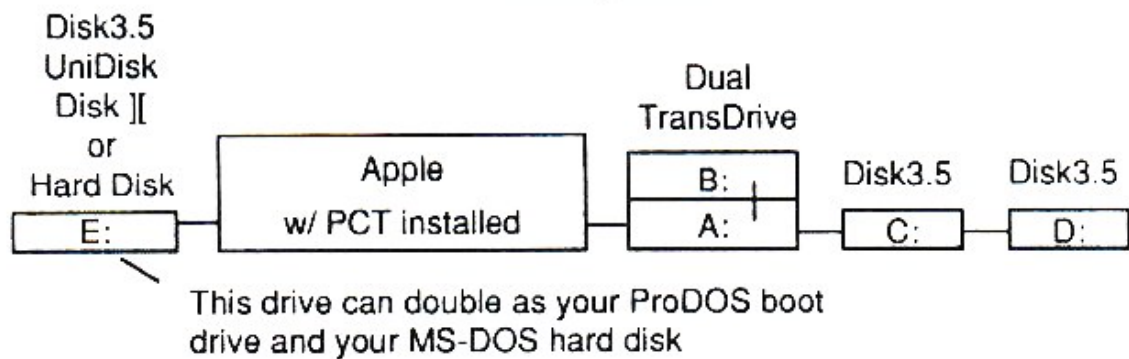 Disk3.5
UniDisk
Disk ][
or
Hard Disk
E:
Apple
w/ PCT installed
Dual
TransDrive
B:
A:
Disk3.5
C:
Disk3.5
D:
This drive can double as your ProDOS boot
drive and your MS-DOS hard disk